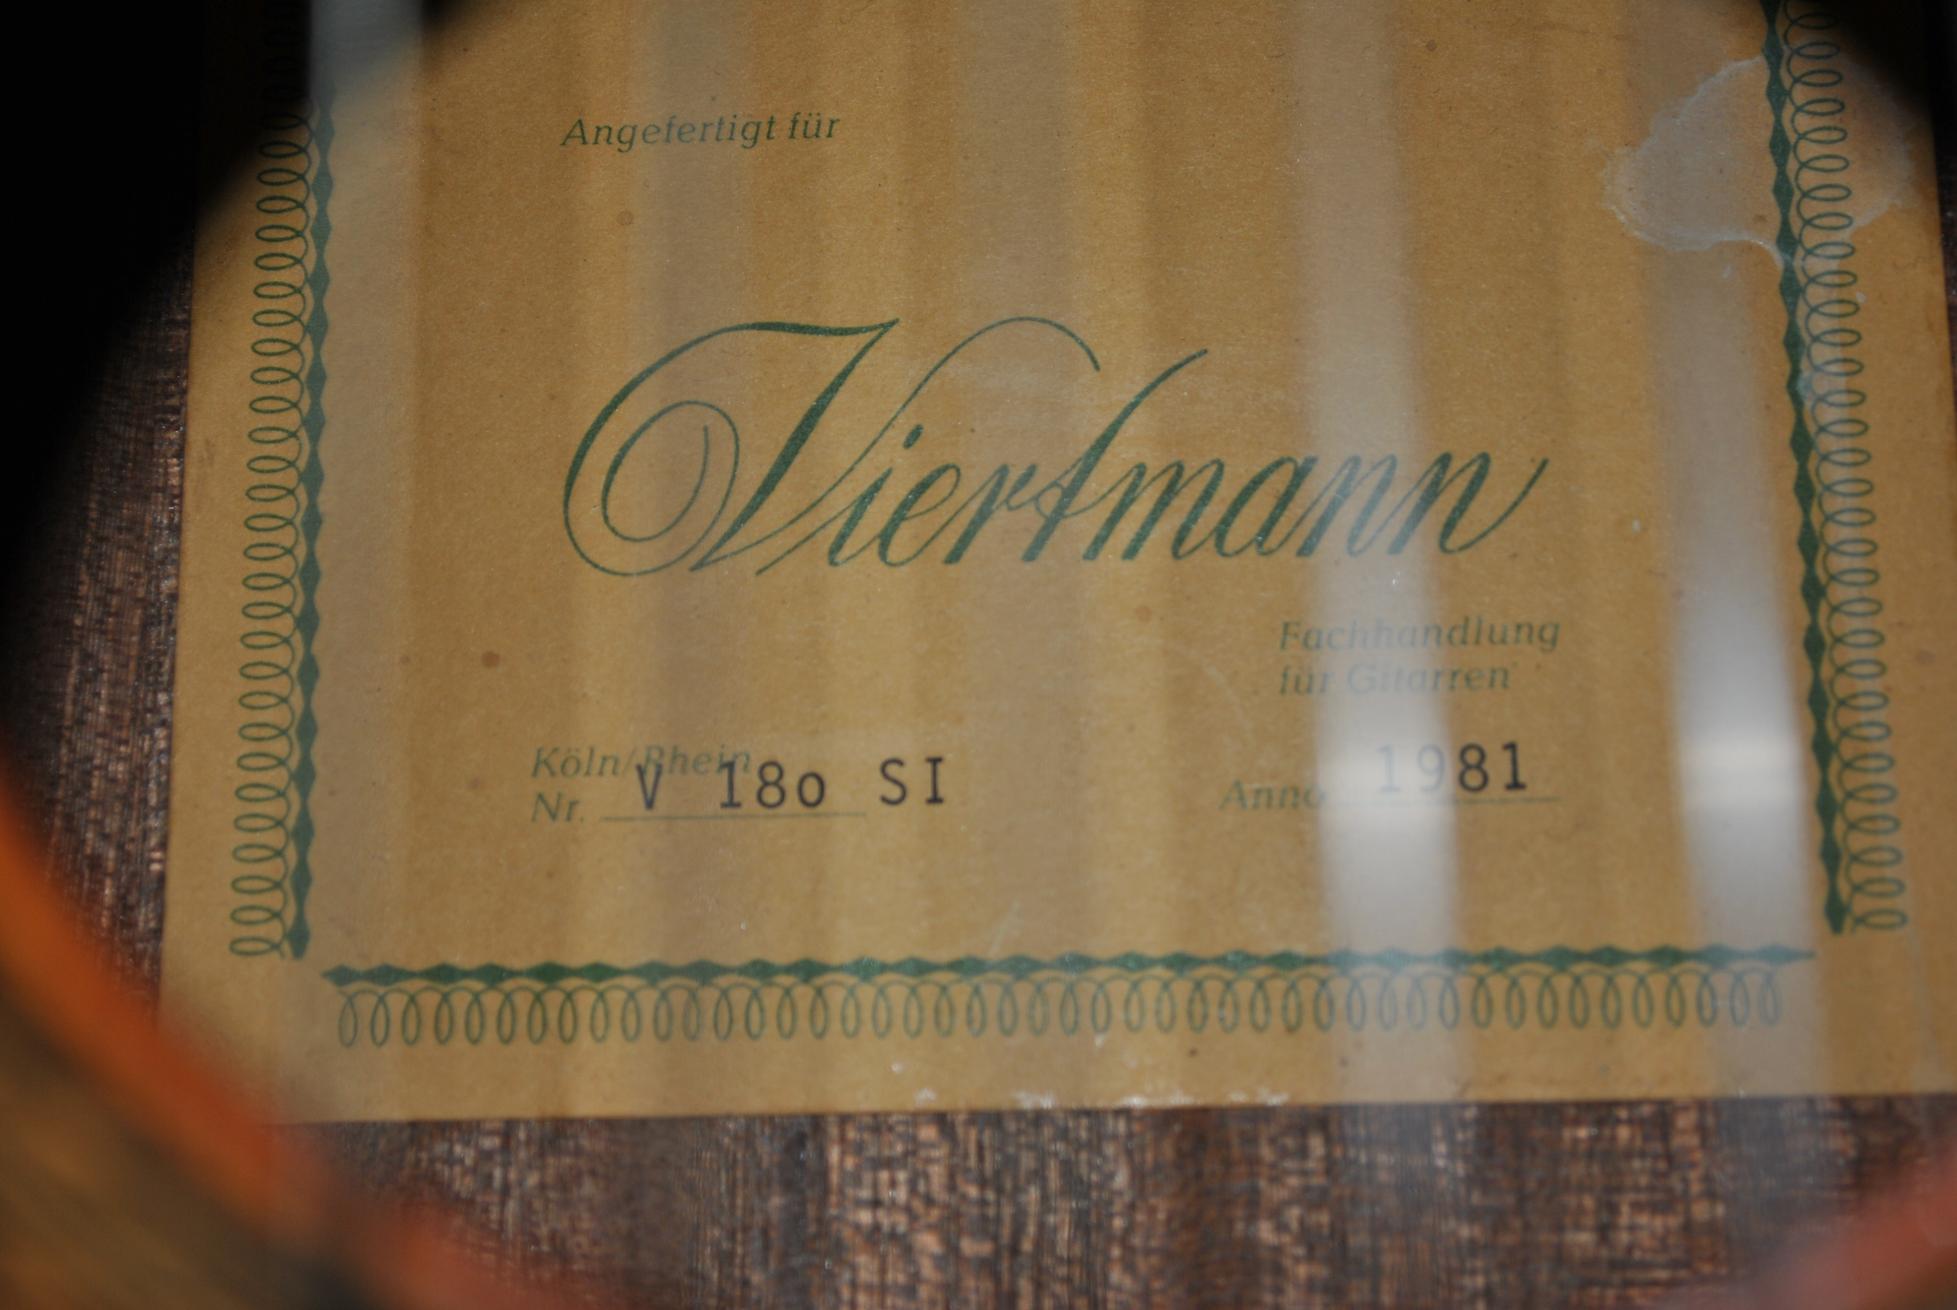 Angefertigt für
Viertmann
Fachhandlung
für Gitarren
Köln/Rhein
Nr. V 18o SI
Anno 1981